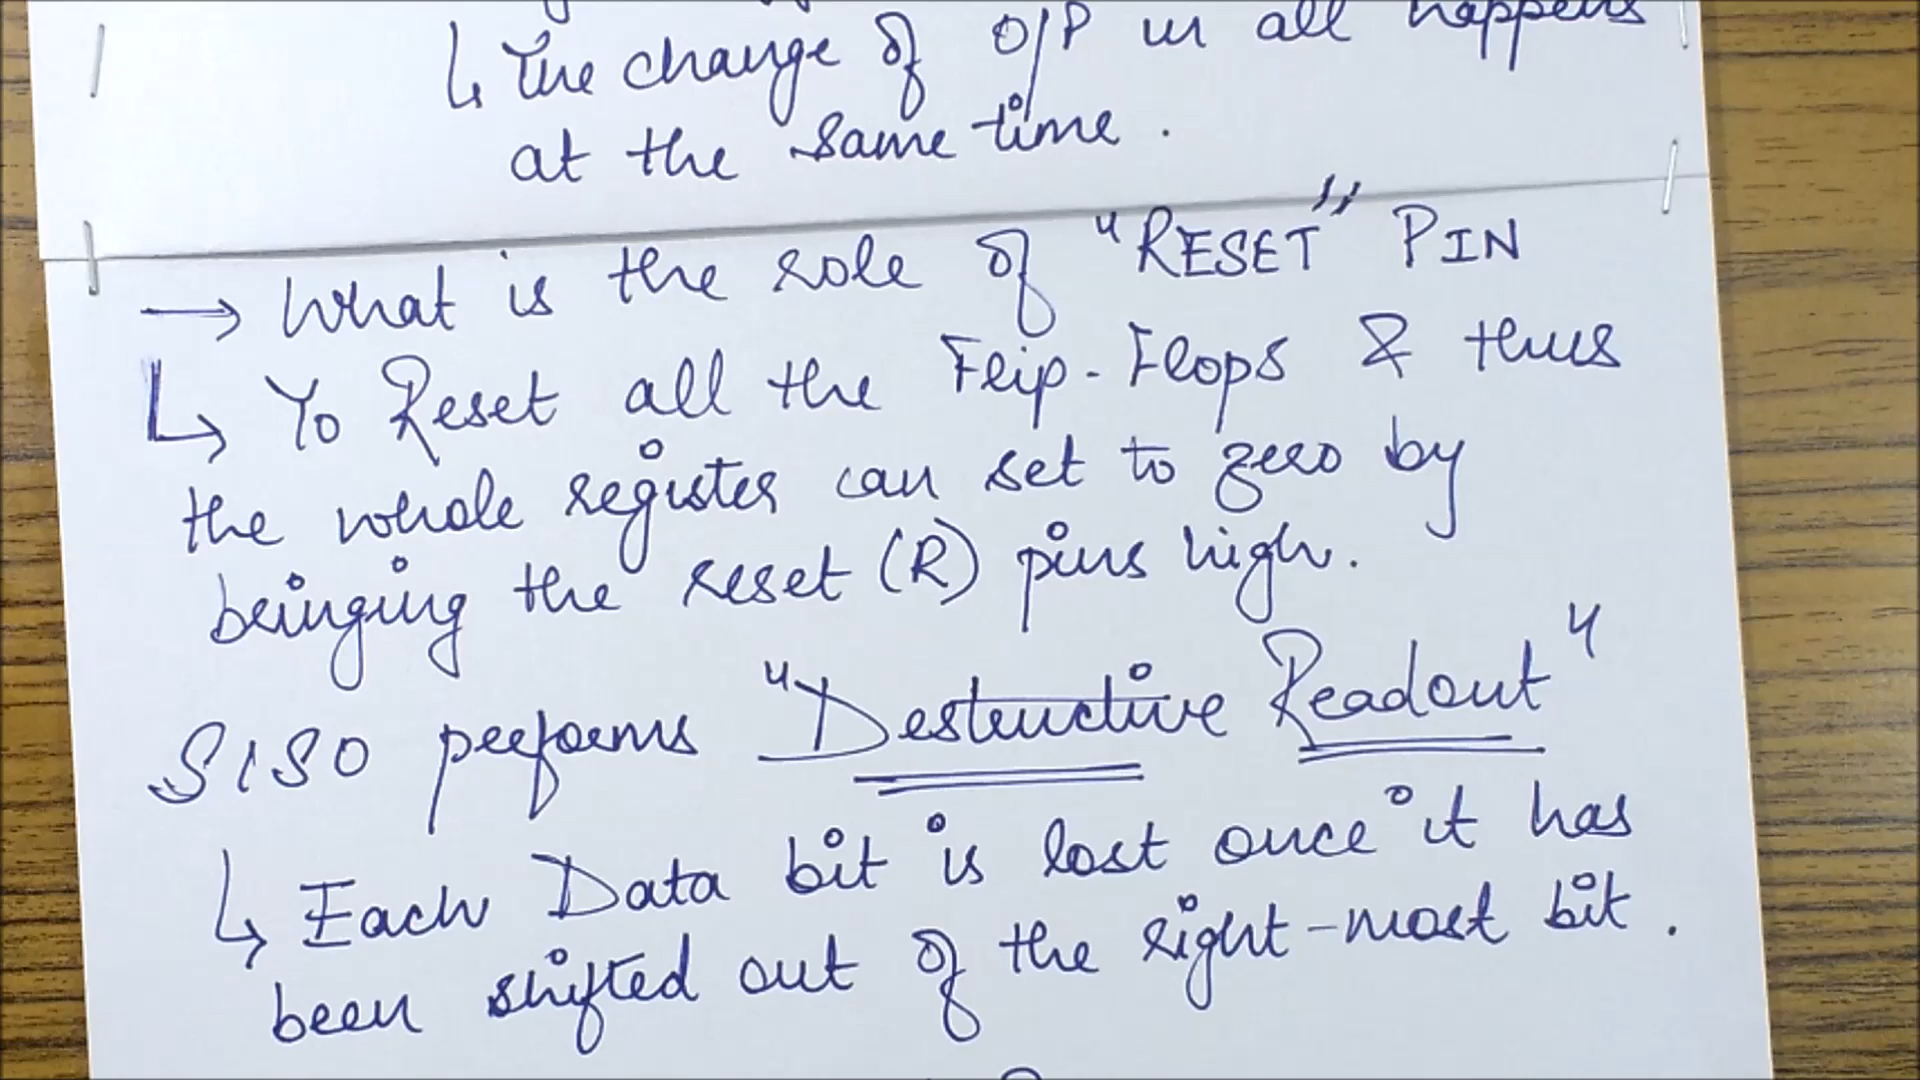 ↳ The change of O/P in all happens
at the same time.
→ What is the role of "RESET" PIN
↳ To Reset all the Flip-Flops & thus
the whole register can set to zero by
bringing the reset (R) pins high.
SISO performs "Destructive Readout"
↳ Each Data bit is lost once it has
been shifted out of the right-most bit.